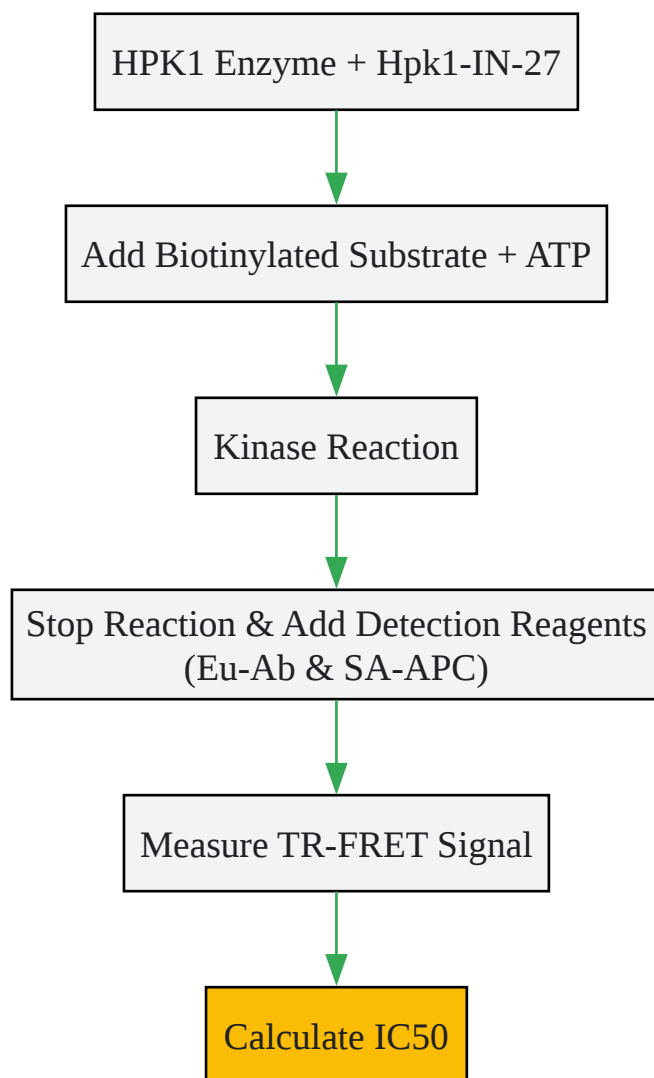 HPK1 Enzyme + Hpk1-IN-27
Add Biotinylated Substrate + ATP
Kinase Reaction
Stop Reaction & Add Detection Reagents
(Eu-Ab & SA-APC)
Measure TR-FRET Signal
Calculate IC50